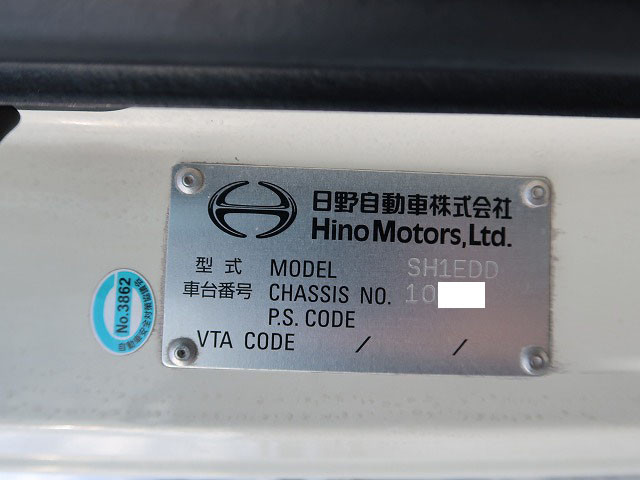 日野自動車株式会社
Hino Motors, Ltd.
型式 MODEL SH1EDD
車台番号 CHASSIS NO. 10
P.S. CODE
VTA CODE / /
No.3862